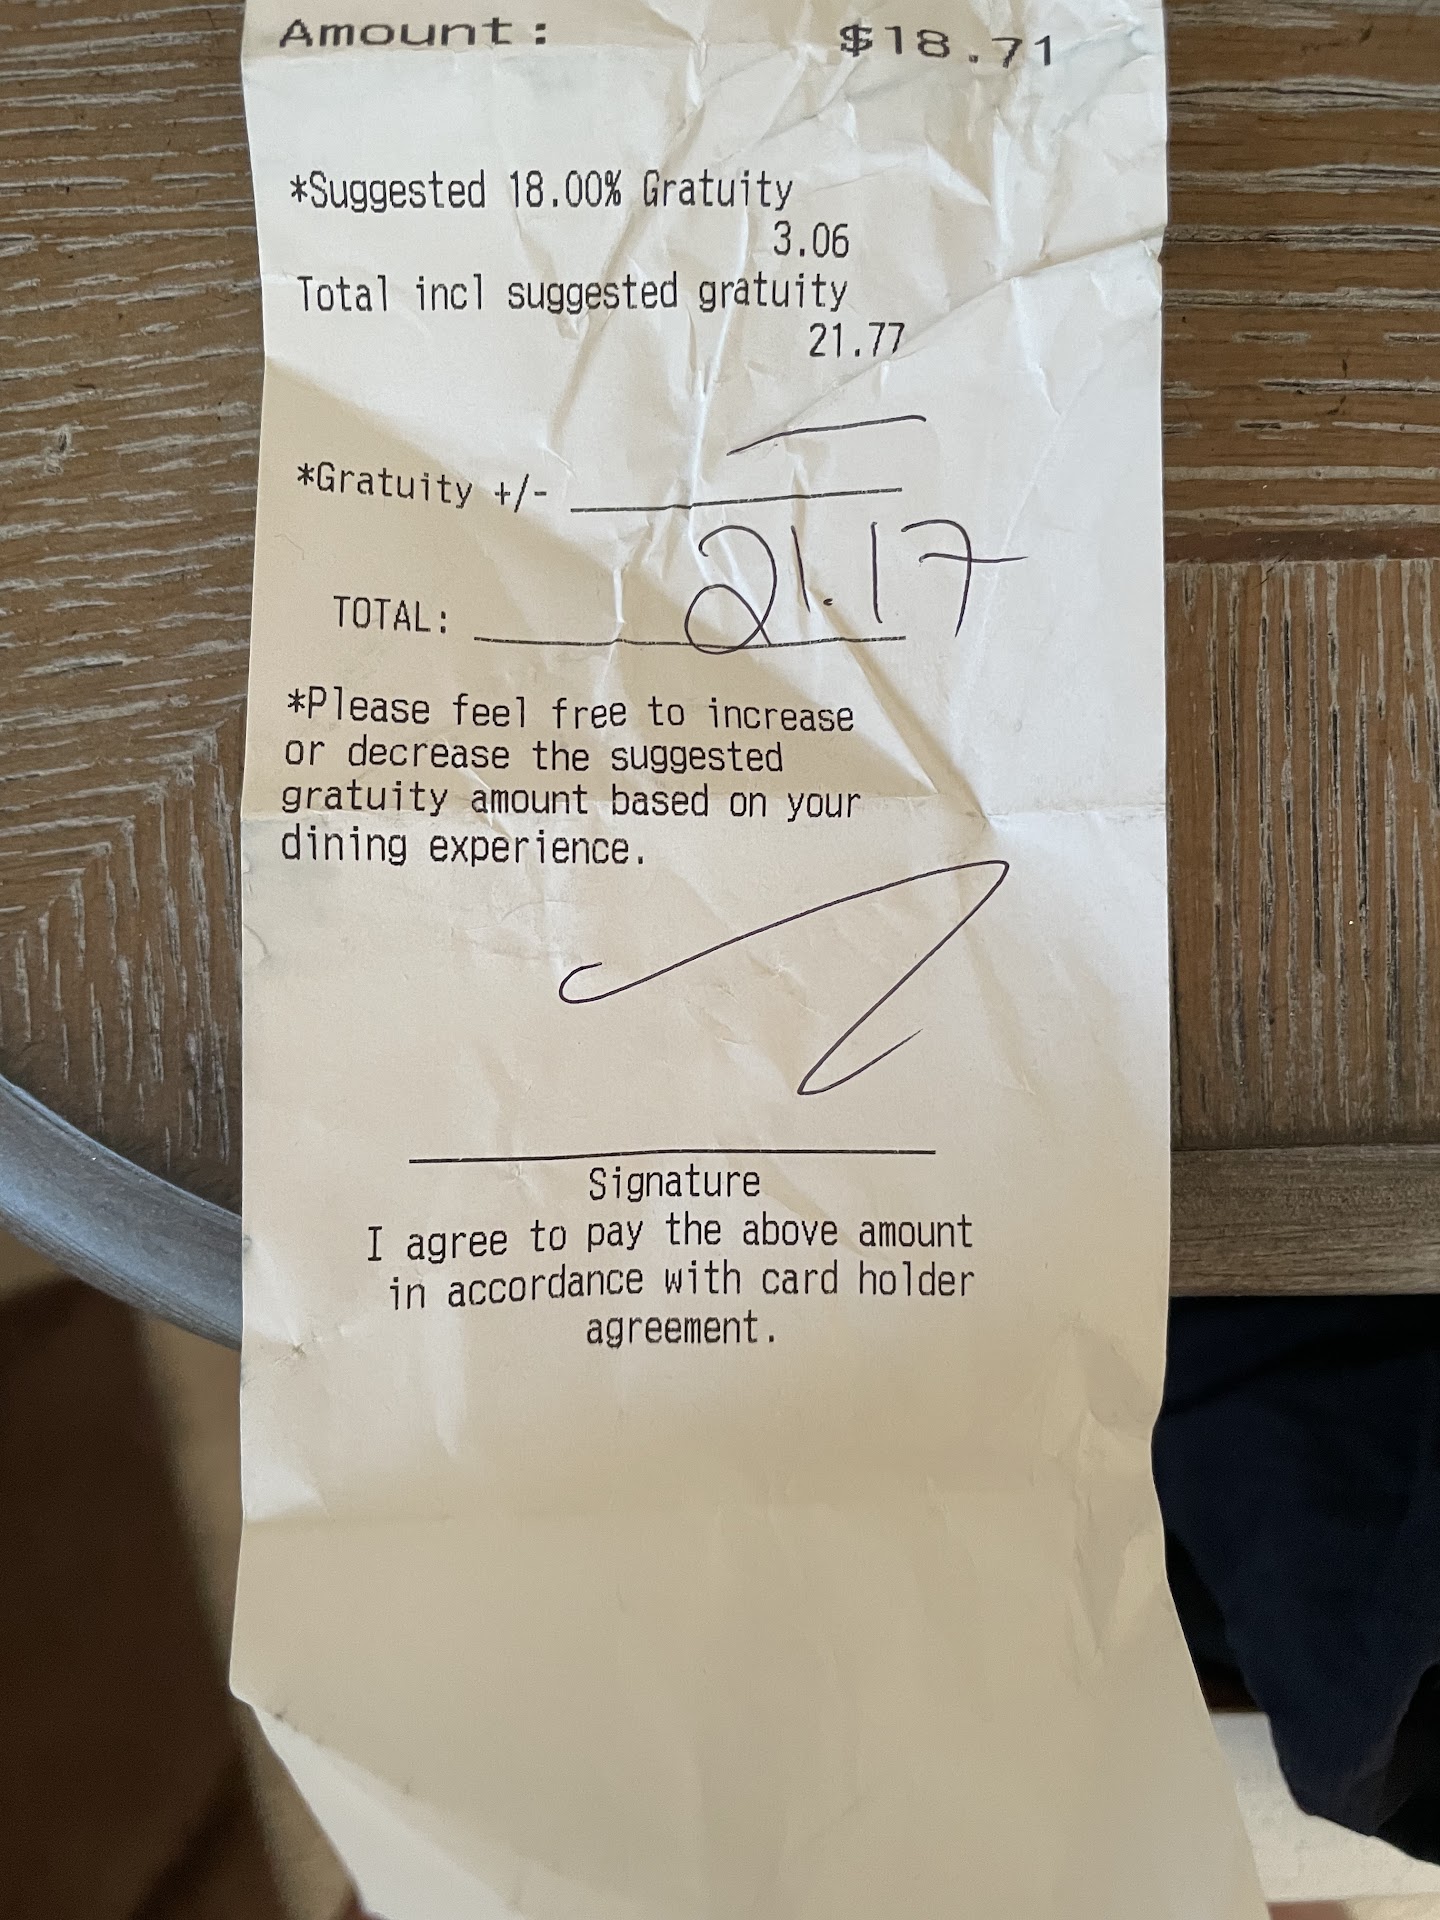 Amount: $18.71
*Suggested 18.00% Gratuity
3.06
Total incl suggested gratuity
21.77
*Gratuity +/- —
TOTAL: 21.17
*Please feel free to increase
or decrease the suggested
gratuity amount based on your
dining experience.
Signature
I agree to pay the above amount
in accordance with card holder
agreement.